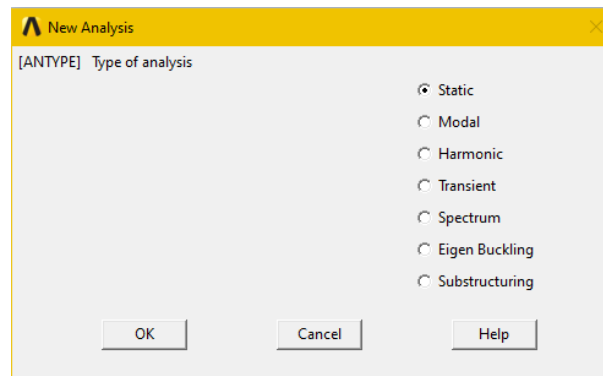 New Analysis
[ANTYPE] Type of analysis
Static
Modal
Harmonic
Transient
Spectrum
Eigen Buckling
Substructuring
OK Cancel Help